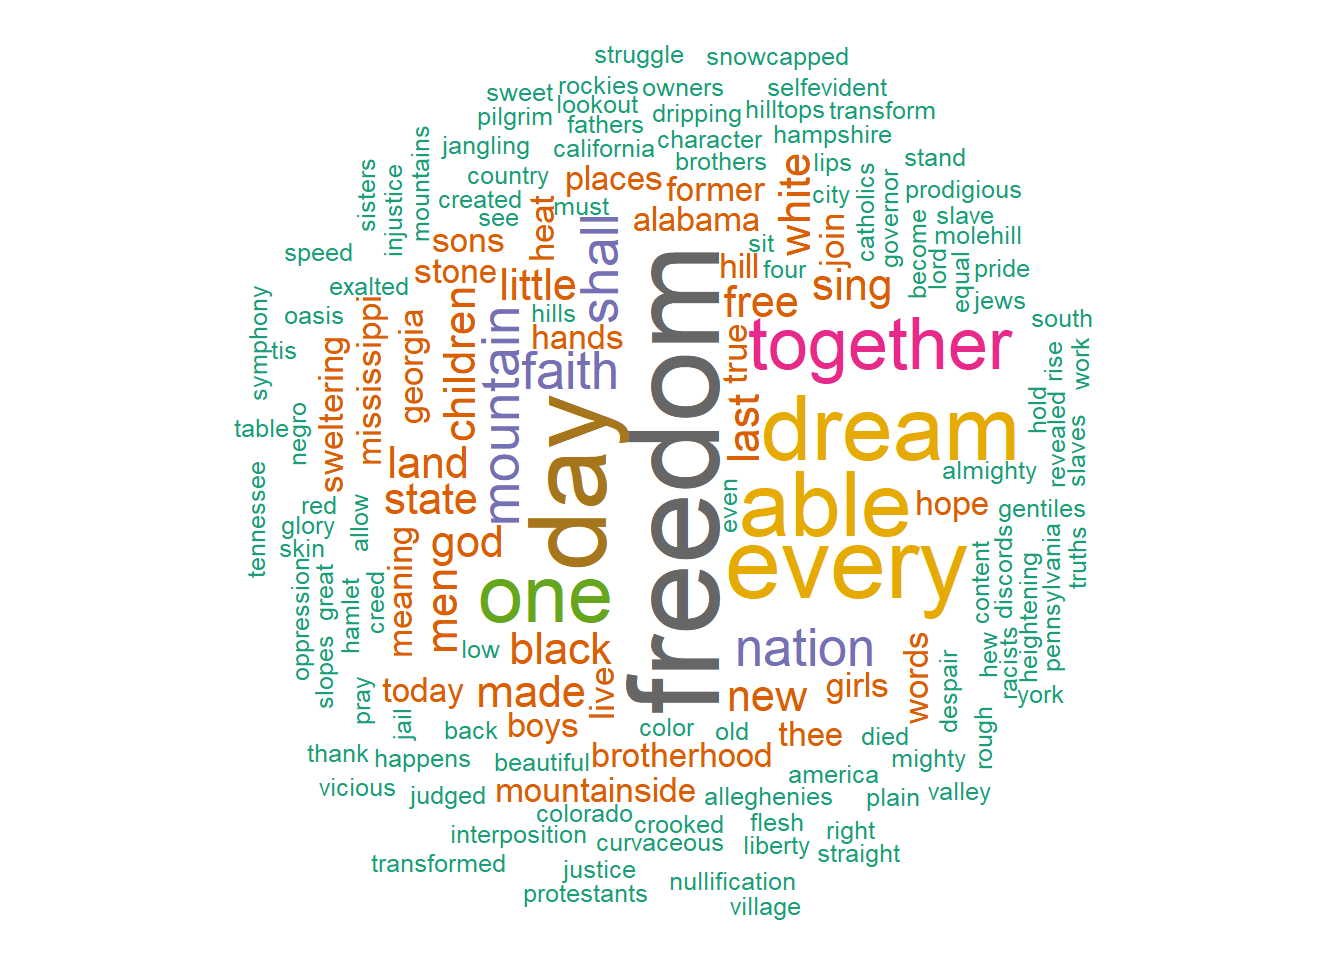 struggle
snowcapped
sweet
rockies
owners
selfevident
pilgrim
lookout
dripping
hilltops
transform
fathers
jangling
california
character
hampshire
brothers
lips
stand
country
places
former
white
city
catholics
governor
prodigious
sisters
injustice
mountains
created
see
must
heat
alabama
join
slave
molehill
speed
sons
shall
sit
become
lord
equal
pride
exalted
stone
little
hill
four
free
sing
jews
symphony
oasis
mississippi
georgia
children
mountain
hills
hands
freedom
true
together
south
tis
sweltering
faith
rise
work
table
negro
land
day
last
dream
hold
revealed
slaves
almighty
tennessee
red
allow
state
even
able
hope
gentiles
glory
skin
god
every
content
discords
pennsylvania
truths
oppression
great
hamlet
creed
meaning
men
one
slopes
low
black
nation
words
hew
racists
heightening
pray
jail
today
made
live
new
girls
despair
york
back
boys
color
old
thee
died
rough
thank
happens
beautiful
brotherhood
america
mighty
vicious
judged
mountainside
alleghenies
plain
valley
colorado
interposition
crooked
curvaceous
flesh
liberty
right
straight
transformed
justice
protestants
nullification
village